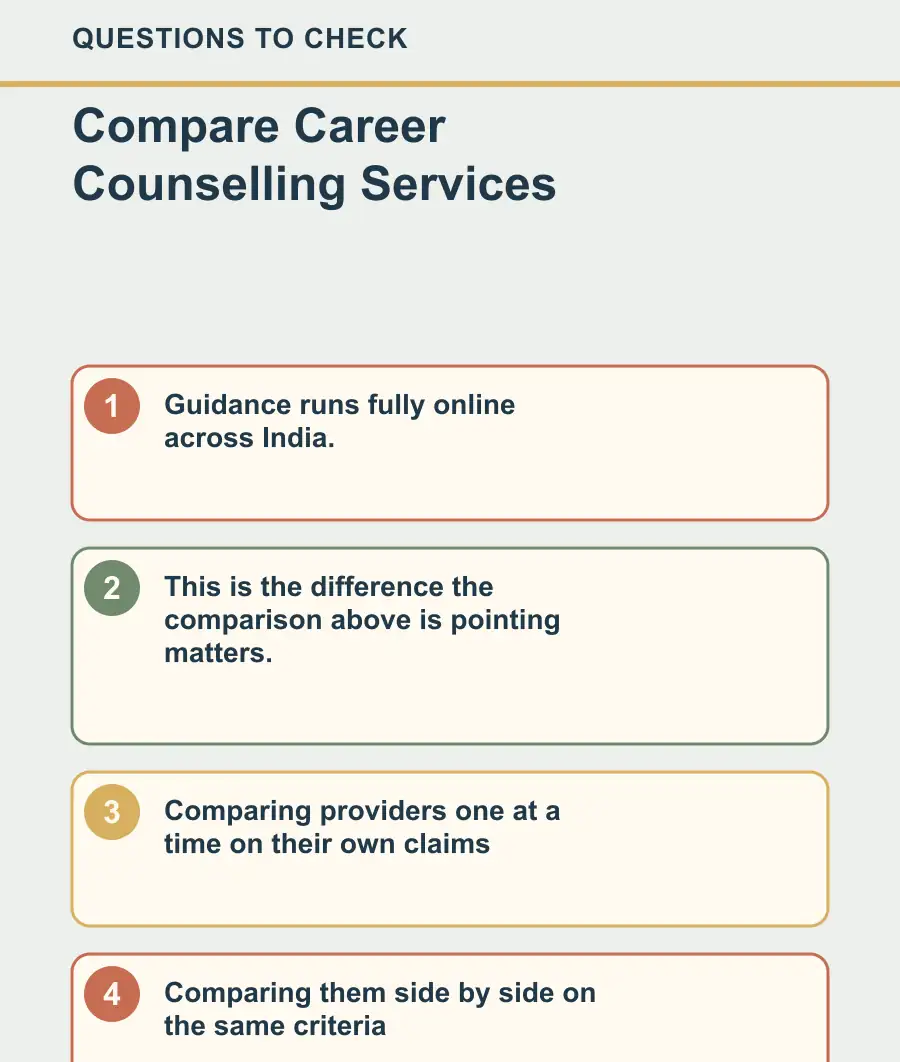 QUESTIONS TO CHECK
Compare Career
Counselling Services
1
Guidance runs fully online
across India.
2
This is the difference the
comparison above is pointing
matters.
3
Comparing providers one at a
time on their own claims
4
Comparing them side by side on
the same criteria